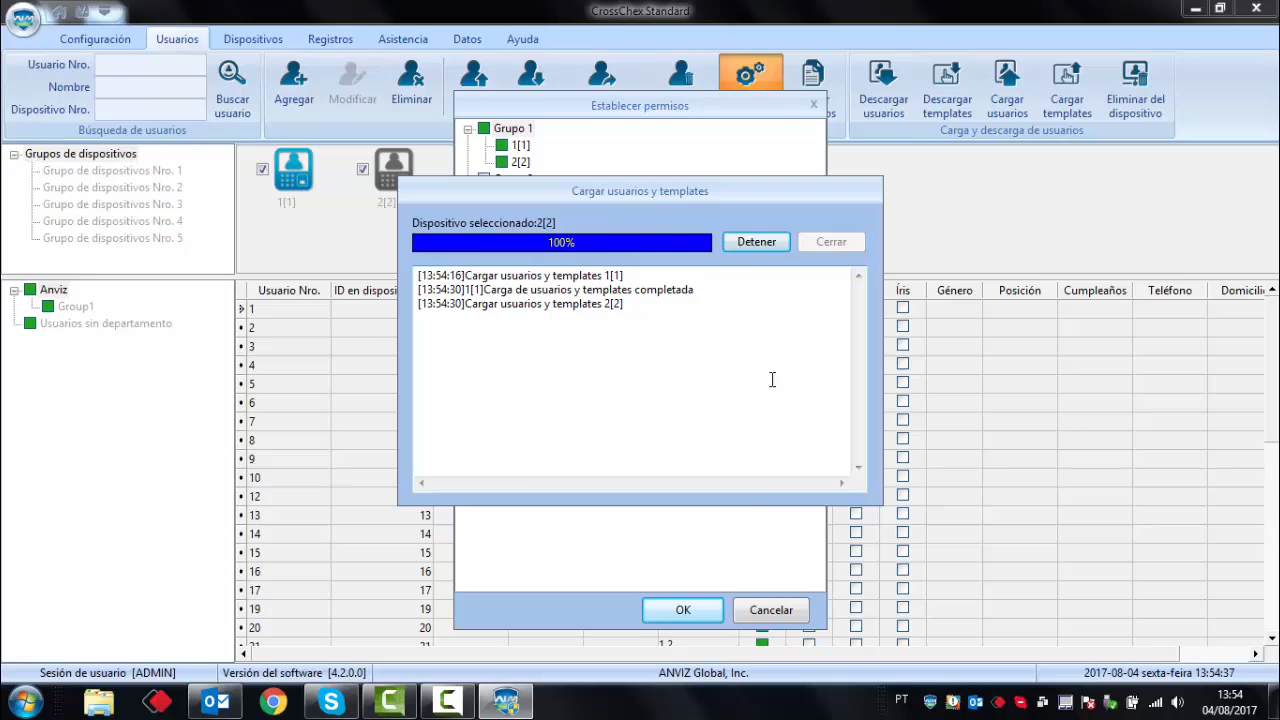 CrossChex Standard
Configuración
Usuarios
Dispositivos
Registros
Asistencia
Datos
Ayuda
Usuario Nro.
Nombre
Dispositivo Nro.
Buscar
usuario
Búsqueda de usuarios
Agregar
Modificar
Eliminar
Descargar
usuarios
Descargar
templates
Cargar
usuarios
Cargar
templates
Eliminar del
dispositivo
Carga y descarga de usuarios
Establecer permisos
X
Grupo 1
1[1]
2[2]
Grupos de dispositivos
Grupo de dispositivos Nro. 1
Grupo de dispositivos Nro. 2
Grupo de dispositivos Nro. 3
Grupo de dispositivos Nro. 4
Grupo de dispositivos Nro. 5
1[1]
Cargar usuarios y templates
Dispositivo seleccionado:2[2]
100%
Detener
Cerrar
[13:54:16]Cargar usuarios y templates 1[1]
[13:54:30]1[1]Carga de usuarios y templates completada
[13:54:30]Cargar usuarios y templates 2[2]
Anviz
Group1
Usuarios sin departamento
Usuario Nro.
Íris
Género
Posición
Cumpleaños
Teléfono
1
2
3
4
5
6
7
8
9
10
12
13 13
14 14
15 15
16 16
17 17
19 19
20 20
OK
Cancelar
Sesión de usuario [ADMIN]
Versión del software [4.2.0.0]
ANVIZ Global, Inc.
2017-08-04 sexta-feira 13:54:37
PT
13:54
04/08/2017